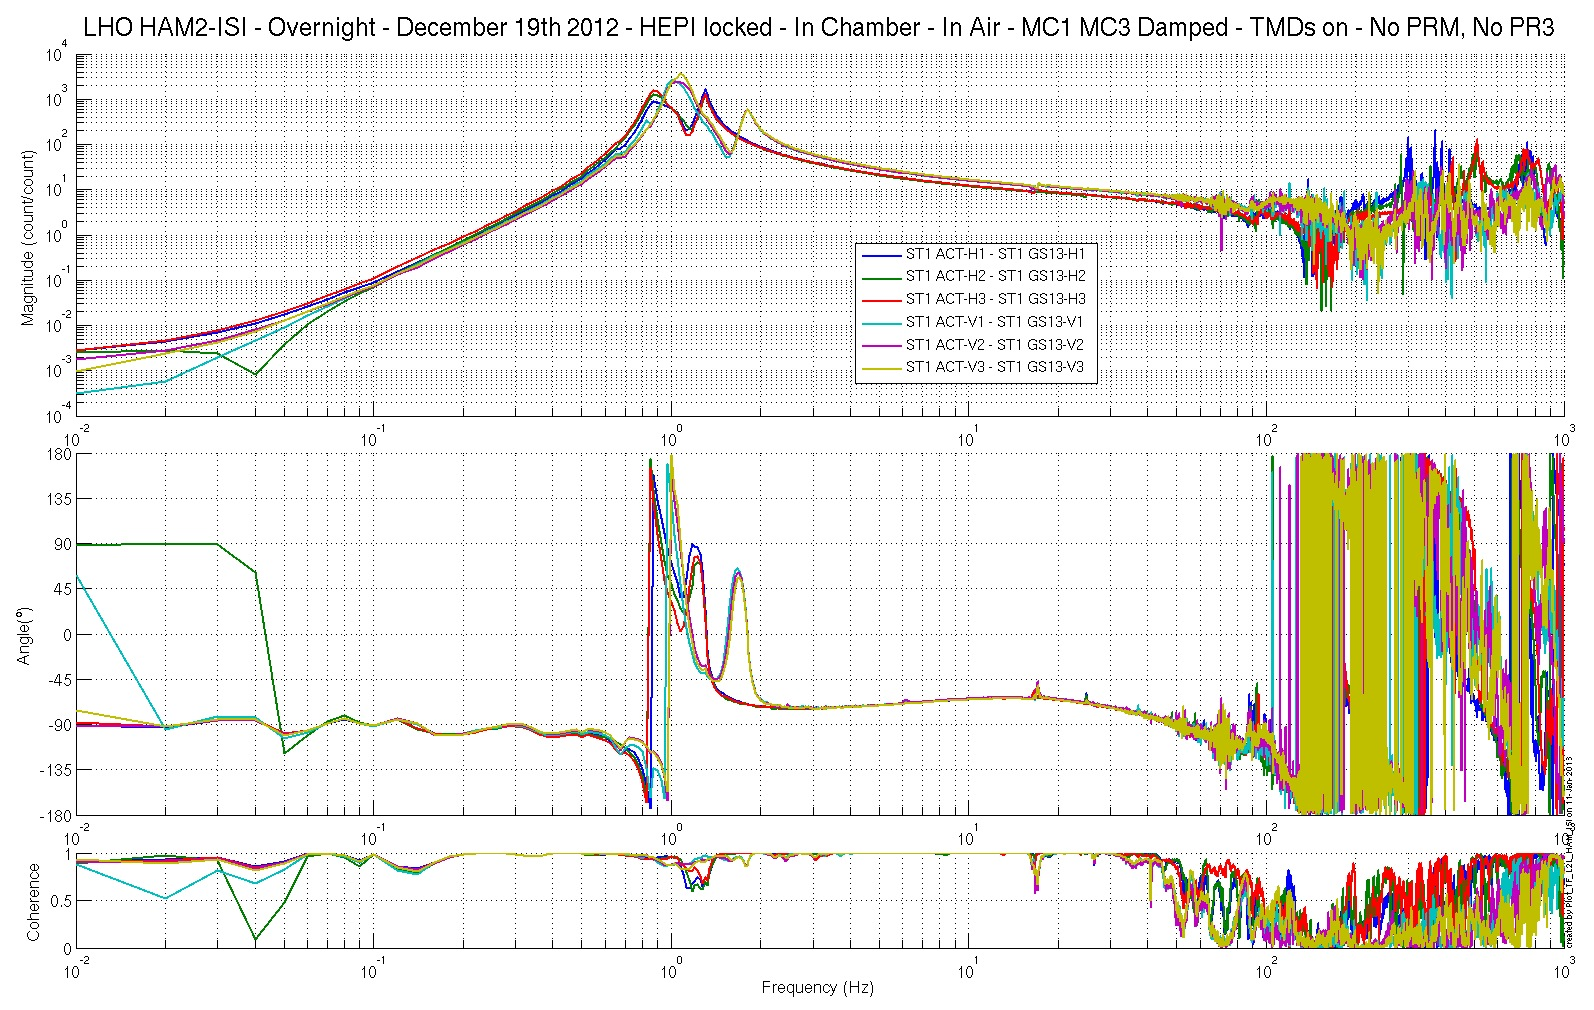 LHO HAM2-ISI - Overnight - December 19th 2012 - HEPI locked - In Chamber - In Air - MC1 MC3 Damped - TMDs on - No PRM, No PR3
Magnitude (count/count)
10^4
10^3
10^2
10^1
10^0
10^-1
10^-2
10^-3
10^-4
ST1 ACT-H1 - ST1 GS13-H1
ST1 ACT-H2 - ST1 GS13-H2
ST1 ACT-H3 - ST1 GS13-H3
ST1 ACT-V1 - ST1 GS13-V1
ST1 ACT-V2 - ST1 GS13-V2
ST1 ACT-V3 - ST1 GS13-V3
10^-2 10^-1 10^0 10^1 10^2 10^3
Angle(°)
180
135
90
45
0
-45
-90
-135
-180
10^-2 10^-1 10^0 10^1 10^2
Coherence
1
0.5
0
10^-2 10^-1 10^0 10^1 10^2 10^3
Frequency (Hz)